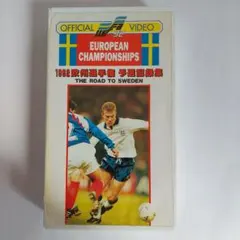 OFFICIAL VIDEO
92
EUROPEAN
CHAMPIONSHIPS
1992欧州選手権 予選総集編
THE ROAD TO SWEDEN